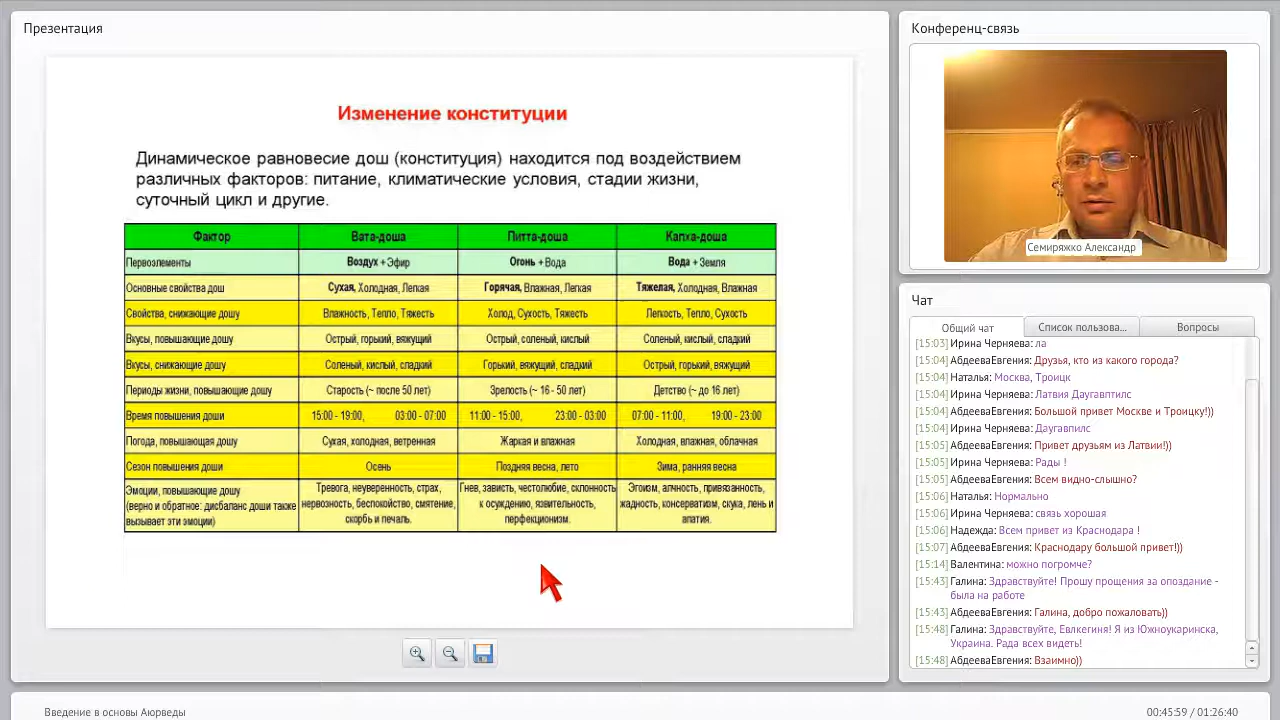 Презентация
Изменение конституции
Динамическое равновесие дош (конституция) находится под воздействием
различных факторов: питание, климатические условия, стадии жизни,
суточный цикл и другие.
Фактор Вата-доша Питта-доша Капха-доша
Первоэлементы Воздух + Эфир Огонь + Вода Вода + Земля
Основные свойства дош Сухая, Холодная, Легкая Горячая, Влажная, Легкая Тяжелая, Холодная, Влажная
Свойства, снижающие дошу Влажность, Тепло, Тяжесть Холод, Сухость, Тяжесть Легкость, Тепло, Сухость
Вкусы, повышающие дошу Острый, горький, вяжущий Острый, соленый, кислый Соленый, кислый, сладкий
Вкусы, снижающие дошу Соленый, кислый, сладкий Горький, вяжущий, сладкий Острый, горький, вяжущий
Периоды жизни, повышающие дошу Старость (~ после 50 лет) Зрелость (~ 16 - 50 лет) Детство (~ до 16 лет)
Время повышения доши 15:00 - 19:00, 03:00 - 07:00 11:00 - 15:00, 23:00 - 03:00 07:00 - 11:00, 19:00 - 23:00
Погода, повышающая дошу Сухая, холодная, ветренная Жаркая и влажная Холодная, влажная, облачная
Сезон повышения доши Осень Поздняя весна, лето Зима, ранняя весна
Эмоции, повышающие дошу
(верно и обратное: дисбаланс доши также
вызывает эти эмоции)
Тревога, неуверенность, страх,
нервозность, беспокойство, смятение,
скорбь и печаль.
Гнев, зависть, честолюбие, склонность
к осуждению, язвительность,
перфекционизм.
Эгоизм, алчность, привязанность,
жадность, консерватизм, скука, лень и
апатия.
Конференц-связь
Семиряжко Александр
Чат
Общий чат Список пользова... Вопросы
[15:03] Ирина Черняева: ла
[15:04] АбдееваЕвгения: Друзья, кто из какого города?
[15:04] Наталья: Москва, Троицк
[15:04] Ирина Черняева: Латвия Даугавптилс
[15:04] АбдееваЕвгения: Большой привет Москве и Троицку!))
[15:04] Ирина Черняева: Даугавпилс
[15:05] АбдееваЕвгения: Привет друзьям из Латвии!))
[15:05] Ирина Черняева: Рады !
[15:05] АбдееваЕвгения: Всем видно-слышно?
[15:06] Наталья: Нормально
[15:06] Ирина Черняева: связь хорошая
[15:06] Надежда: Всем привет из Краснодара !
[15:07] АбдееваЕвгения: Краснодару большой привет!))
[15:14] Валентина: можно погромче?
[15:43] Галина: Здравствуйте! Прошу прощения за опоздание -
была на работе
[15:43] АбдееваЕвгения: Галина, добро пожаловать))
[15:48] Галина: Здравствуйте, Евлкегиня! Я из Южноукаринска,
Украина. Рада всех видеть!
[15:48] АбдееваЕвгения: Взаимно))
Введение в основы Аюрведы
00:45:59 / 01:26:40